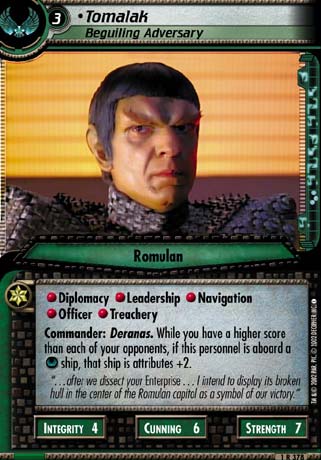 3
•Tomalak
Beguiling Adversary
Romulan
•Diplomacy •Leadership •Navigation
•Officer •Treachery
Commander: Deranas. While you have a higher score
than each of your opponents, if this personnel is aboard a
ship, that ship is attributes +2.
"...after we dissect your Enterprise... I intend to display its broken
hull in the center of the Romulan capitol as a symbol of our victory."
INTEGRITY 4 CUNNING 6 STRENGTH 7
1 R 378